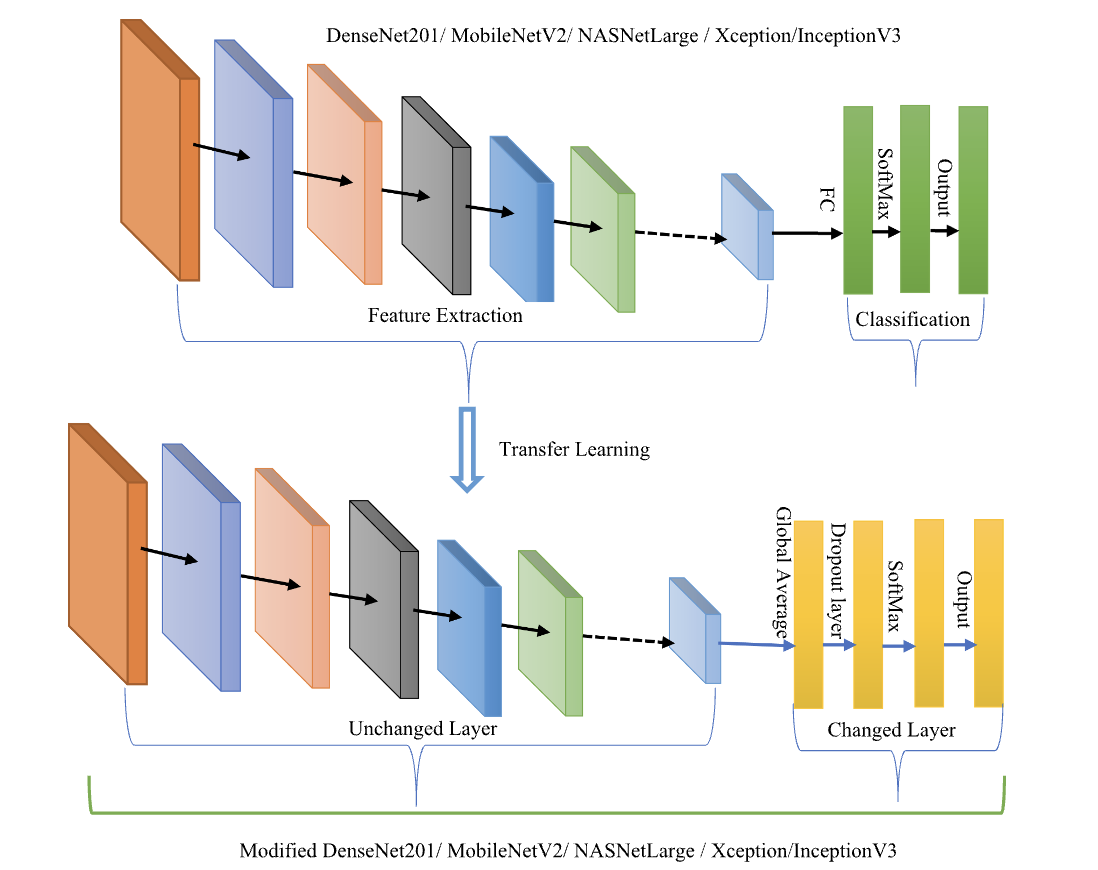 DenseNet201/ MobileNetV2/ NASNetLarge / Xception/InceptionV3
FC
SoftMax
Output
Feature Extraction
Classification
Transfer Learning
Global Average
Dropout layer
SoftMax
Output
Unchanged Layer
Changed Layer
Modified DenseNet201/ MobileNetV2/ NASNetLarge / Xception/InceptionV3